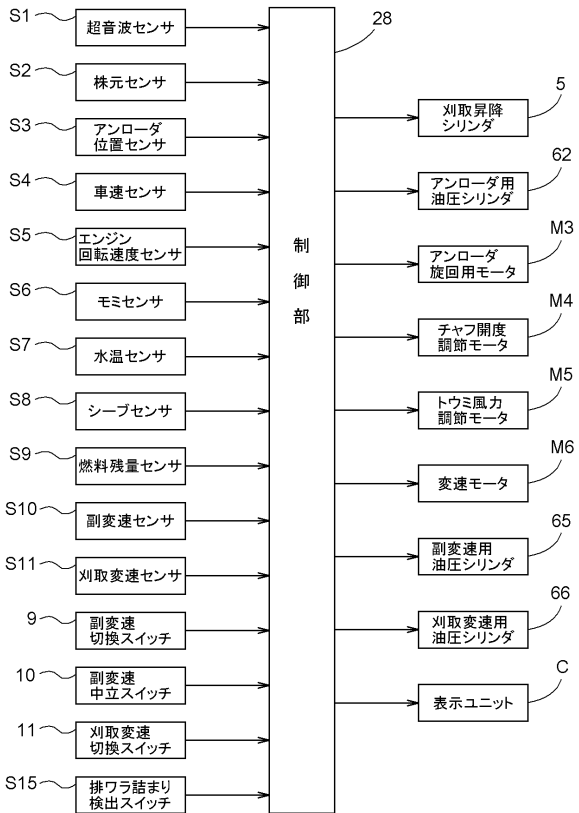 S1
超音波センサ
S2
株元センサ
S3
アンローダ
位置センサ
S4
車速センサ
S5
エンジン
回転速度センサ
S6
モミセンサ
S7
水温センサ
S8
シーブセンサ
S9
燃料残量センサ
S10
副変速センサ
S11
刈取変速センサ
9
副変速
切換スイッチ
10
副変速
中立スイッチ
11
刈取変速
切換スイッチ
S15
排ワラ詰まり
検出スイッチ
28
制御部
5
刈取昇降
シリンダ
62
アンローダ用
油圧シリンダ
M3
アンローダ
旋回用モータ
M4
チャフ開度
調節モータ
M5
トウミ風力
調節モータ
M6
変速モータ
65
副変速用
油圧シリンダ
66
刈取変速用
油圧シリンダ
C
表示ユニット